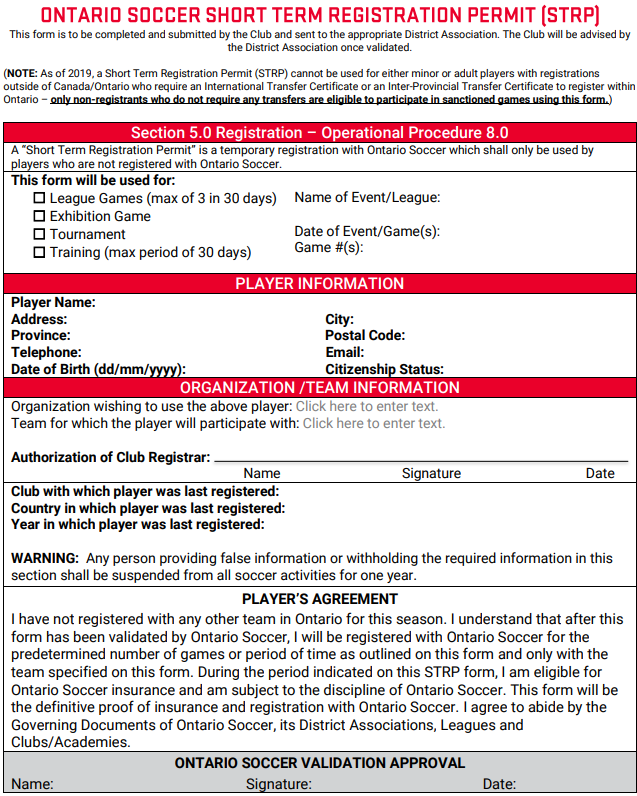 ONTARIO SOCCER SHORT TERM REGISTRATION PERMIT (STRP)
This form is to be completed and submitted by the Club and sent to the appropriate District Association. The Club will be advised by
the District Association once validated.
(NOTE: As of 2019, a Short Term Registration Permit (STRP) cannot be used for either minor or adult players with registrations
outside of Canada/Ontario who require an International Transfer Certificate or an Inter-Provincial Transfer Certificate to register within
Ontario – only non-registrants who do not require any transfers are eligible to participate in sanctioned games using this form.)
Section 5.0 Registration – Operational Procedure 8.0
A “Short Term Registration Permit” is a temporary registration with Ontario Soccer which shall only be used by
players who are not registered with Ontario Soccer.
This form will be used for:
League Games (max of 3 in 30 days) Name of Event/League:
Exhibition Game
Tournament Date of Event/Game(s):
Training (max period of 30 days) Game #(s):
PLAYER INFORMATION
Player Name:
Address: City:
Province: Postal Code:
Telephone: Email:
Date of Birth (dd/mm/yyyy): Citizenship Status:
ORGANIZATION /TEAM INFORMATION
Organization wishing to use the above player: Click here to enter text.
Team for which the player will participate with: Click here to enter text.
Authorization of Club Registrar:
Name Signature Date
Club with which player was last registered:
Country in which player was last registered:
Year in which player was last registered:
WARNING: Any person providing false information or withholding the required information in this
section shall be suspended from all soccer activities for one year.
PLAYER’S AGREEMENT
I have not registered with any other team in Ontario for this season. I understand that after this
form has been validated by Ontario Soccer, I will be registered with Ontario Soccer for the
predetermined number of games or period of time as outlined on this form and only with the
team specified on this form. During the period indicated on this STRP form, I am eligible for
Ontario Soccer insurance and am subject to the discipline of Ontario Soccer. This form will be
the definitive proof of insurance and registration with Ontario Soccer. I agree to abide by the
Governing Documents of Ontario Soccer, its District Associations, Leagues and
Clubs/Academies.
ONTARIO SOCCER VALIDATION APPROVAL
Name: Signature: Date: